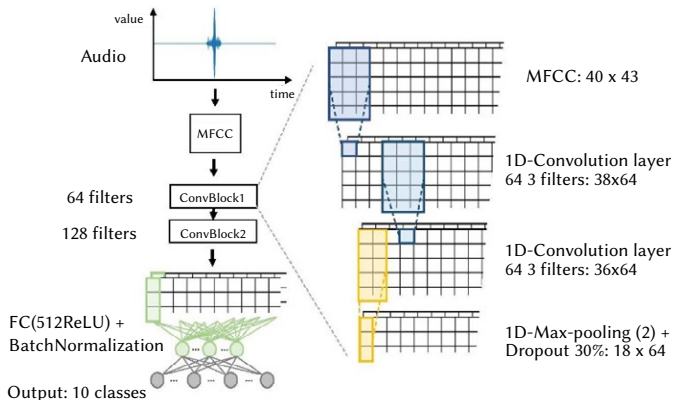 value
Audio
time
MFCC
64 filters
ConvBlock1
128 filters
ConvBlock2
FC(512ReLU) +
BatchNormalization
Output: 10 classes
MFCC: 40 x 43
1D-Convolution layer
64 3 filters: 38x64
1D-Convolution layer
64 3 filters: 36x64
1D-Max-pooling (2) +
Dropout 30%: 18 x 64